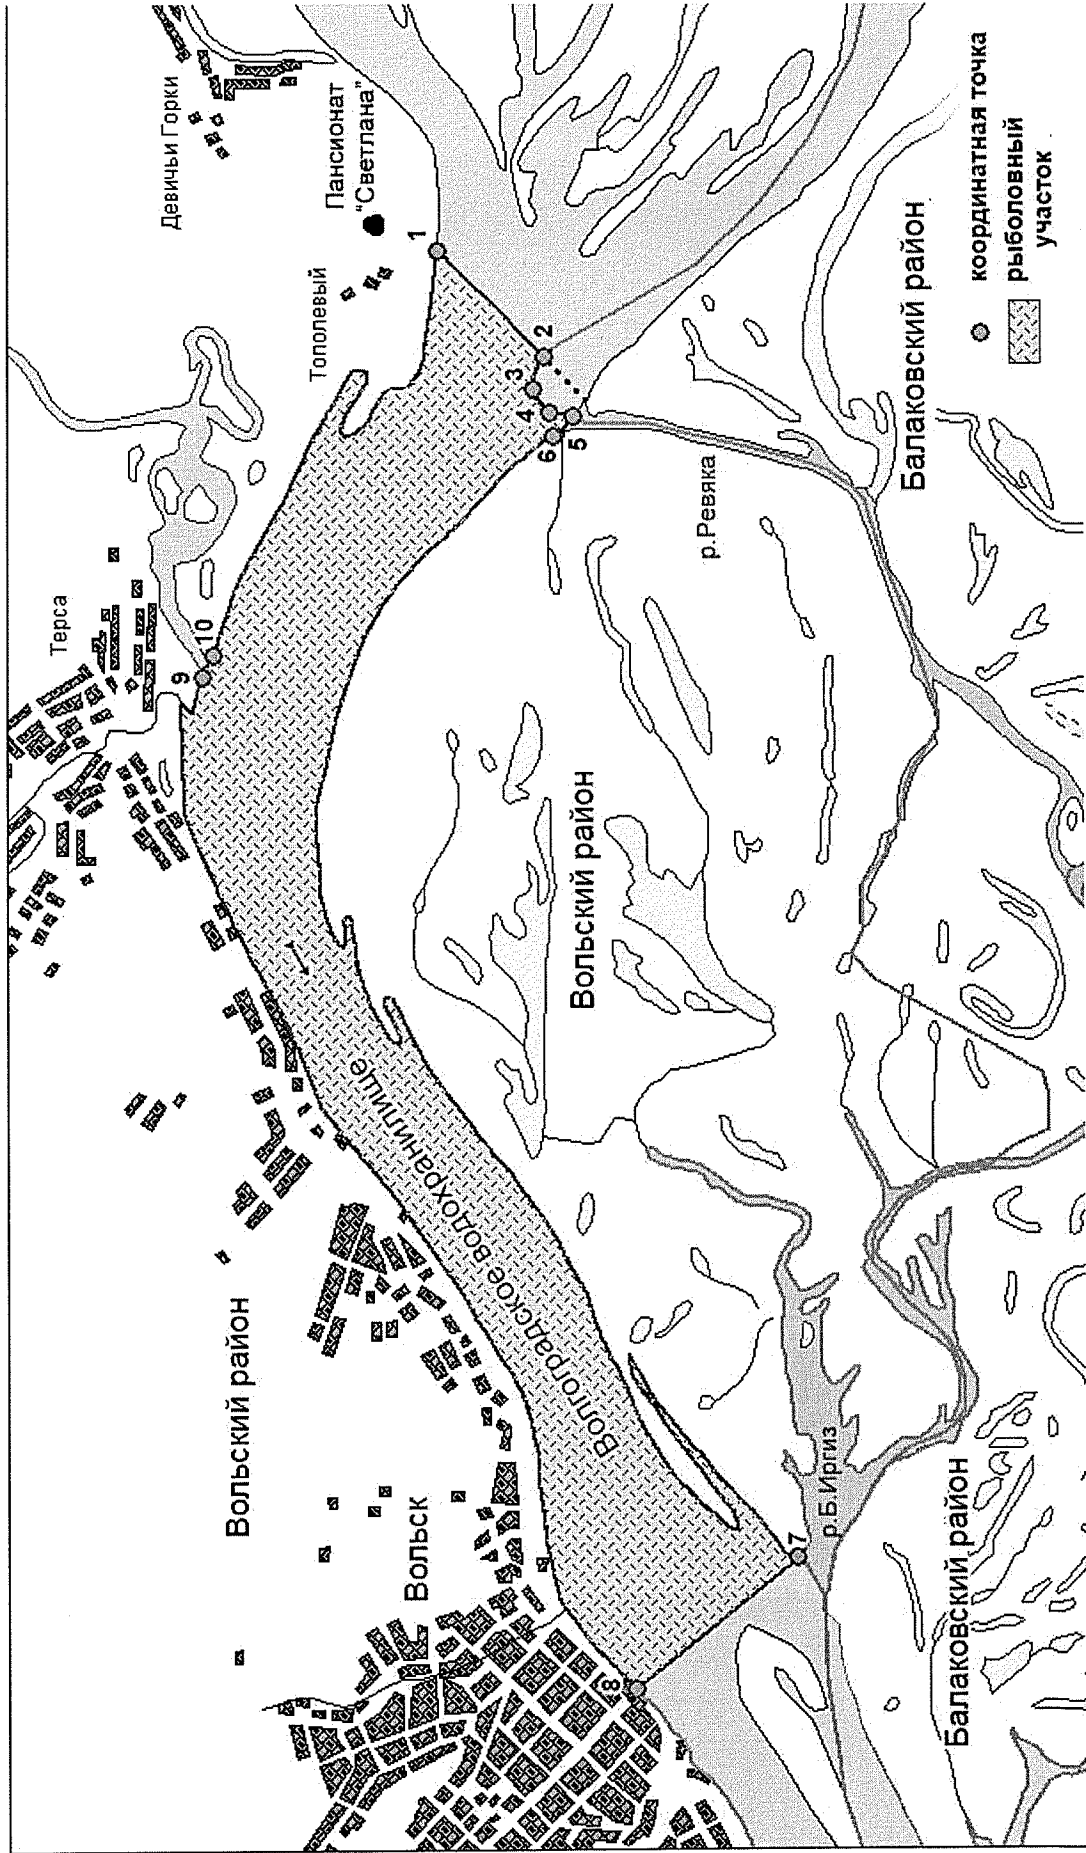 Вольский район
Вольск
8
Волгоградское водохранилище
7
р.Б.Иргиз
Балаковский район
Терса
9
10
Вольский район
Девичьи Горки
Пансионат
"Светлана"
Тополевый
1
2
3
4
5
6
р.Ревяка
Балаковский район
координатная точка
рыболовный
участок